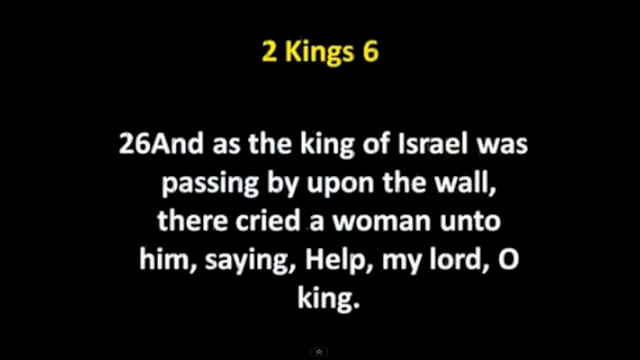 2 Kings 6
26And as the king of Israel was
passing by upon the wall,
there cried a woman unto
him, saying, Help, my lord, O
king.